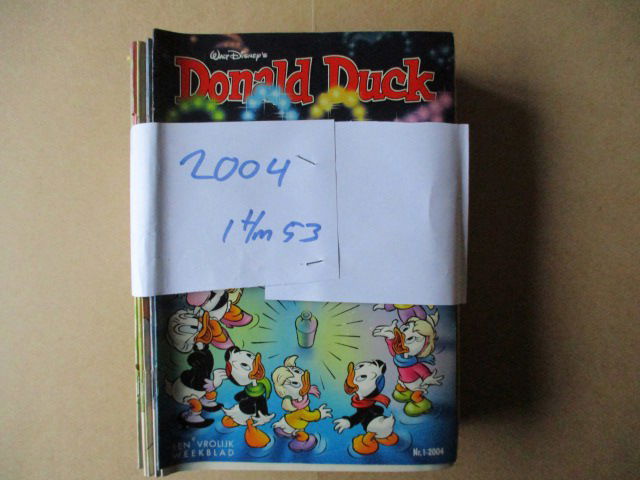 Walt Disney's
Donald Duck
2004
1 t/m 53
EEN VROLIJK
WEEKBLAD
Nr. 1-2004